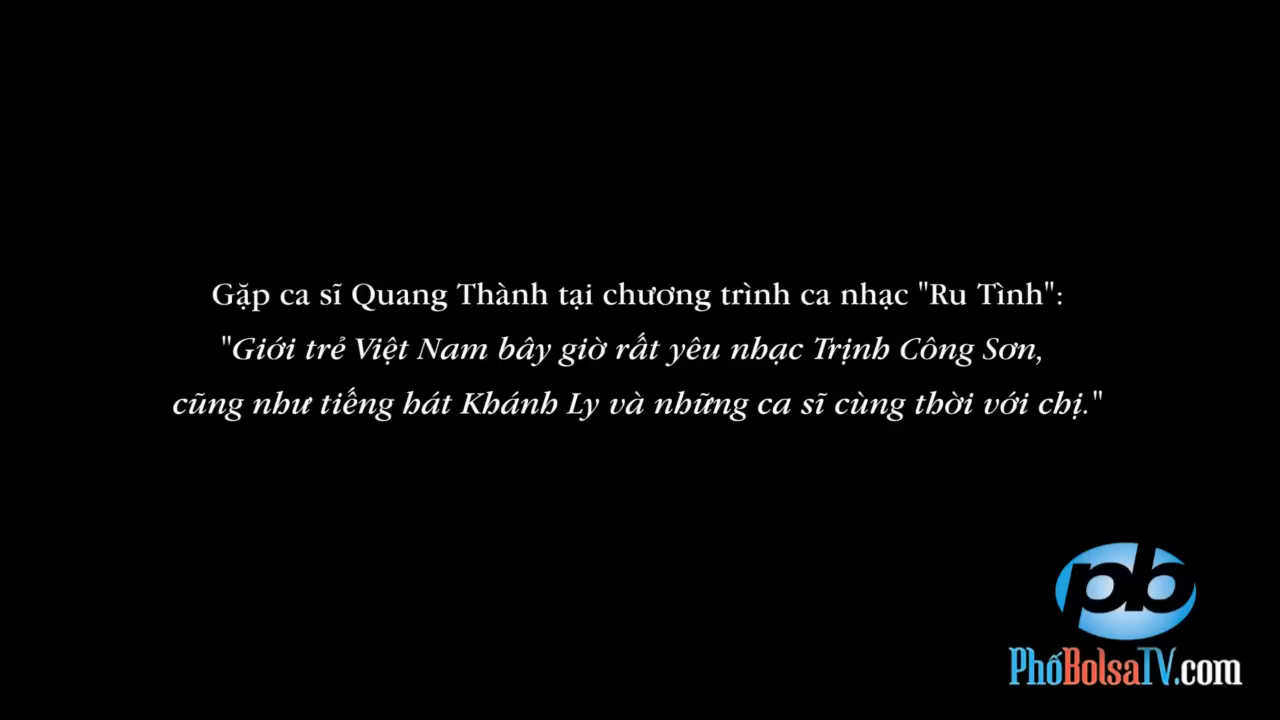 Gặp ca sĩ Quang Thành tại chương trình ca nhạc "Ru Tình":
"Giới trẻ Việt Nam bây giờ rất yêu nhạc Trịnh Công Sơn,
cũng như tiếng hát Khánh Ly và những ca sĩ cùng thời với chị."
pb
PhốBolsaTV.com